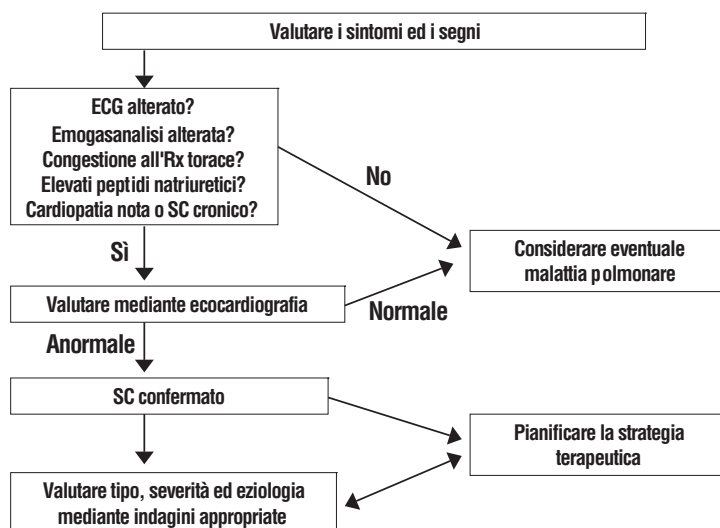 Valutare i sintomi ed i segni
ECG alterato?
Emogasanalisi alterata?
Congestione all'Rx torace?
Elevati peptidi natriuretici?
Cardiopatia nota o SC cronico?
No
Sì
Considerare eventuale
malattia polmonare
Valutare mediante ecocardiografia
Normale
Anormale
SC confermato
Pianificare la strategia
terapeutica
Valutare tipo, severità ed eziologia
mediante indagini appropriate